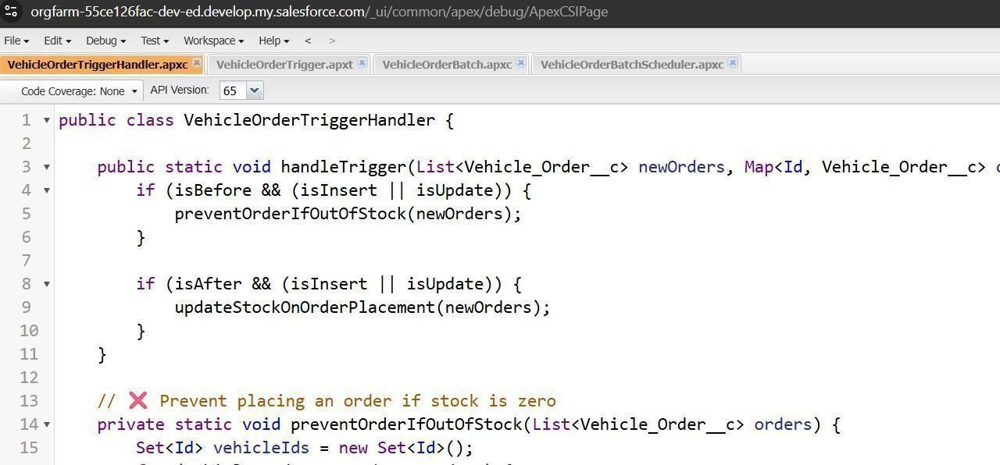 orgfarm-55ce126fac-dev-ed.develop.my.salesforce.com/_ui/common/apex/debug/ApexCSIPage
File Edit Debug Test Workspace Help < >
VehicleOrderTriggerHandler.apxc VehicleOrderTrigger.apxt VehicleOrderBatch.apxc VehicleOrderBatchScheduler.apxc
Code Coverage: None API Version: 65
1 public class VehicleOrderTriggerHandler {
2
3 public static void handleTrigger(List<Vehicle_Order__c> newOrders, Map<Id, Vehicle_Order__c>
4 if (isBefore && (isInsert || isUpdate)) {
5 preventOrderIfOutOfStock(newOrders);
6 }
7
8 if (isAfter && (isInsert || isUpdate)) {
9 updateStockOnOrderPlacement(newOrders);
10 }
11 }
12
13 // ❌ Prevent placing an order if stock is zero
14 private static void preventOrderIfOutOfStock(List<Vehicle_Order__c> orders) {
15 Set<Id> vehicleIds = new Set<Id>();